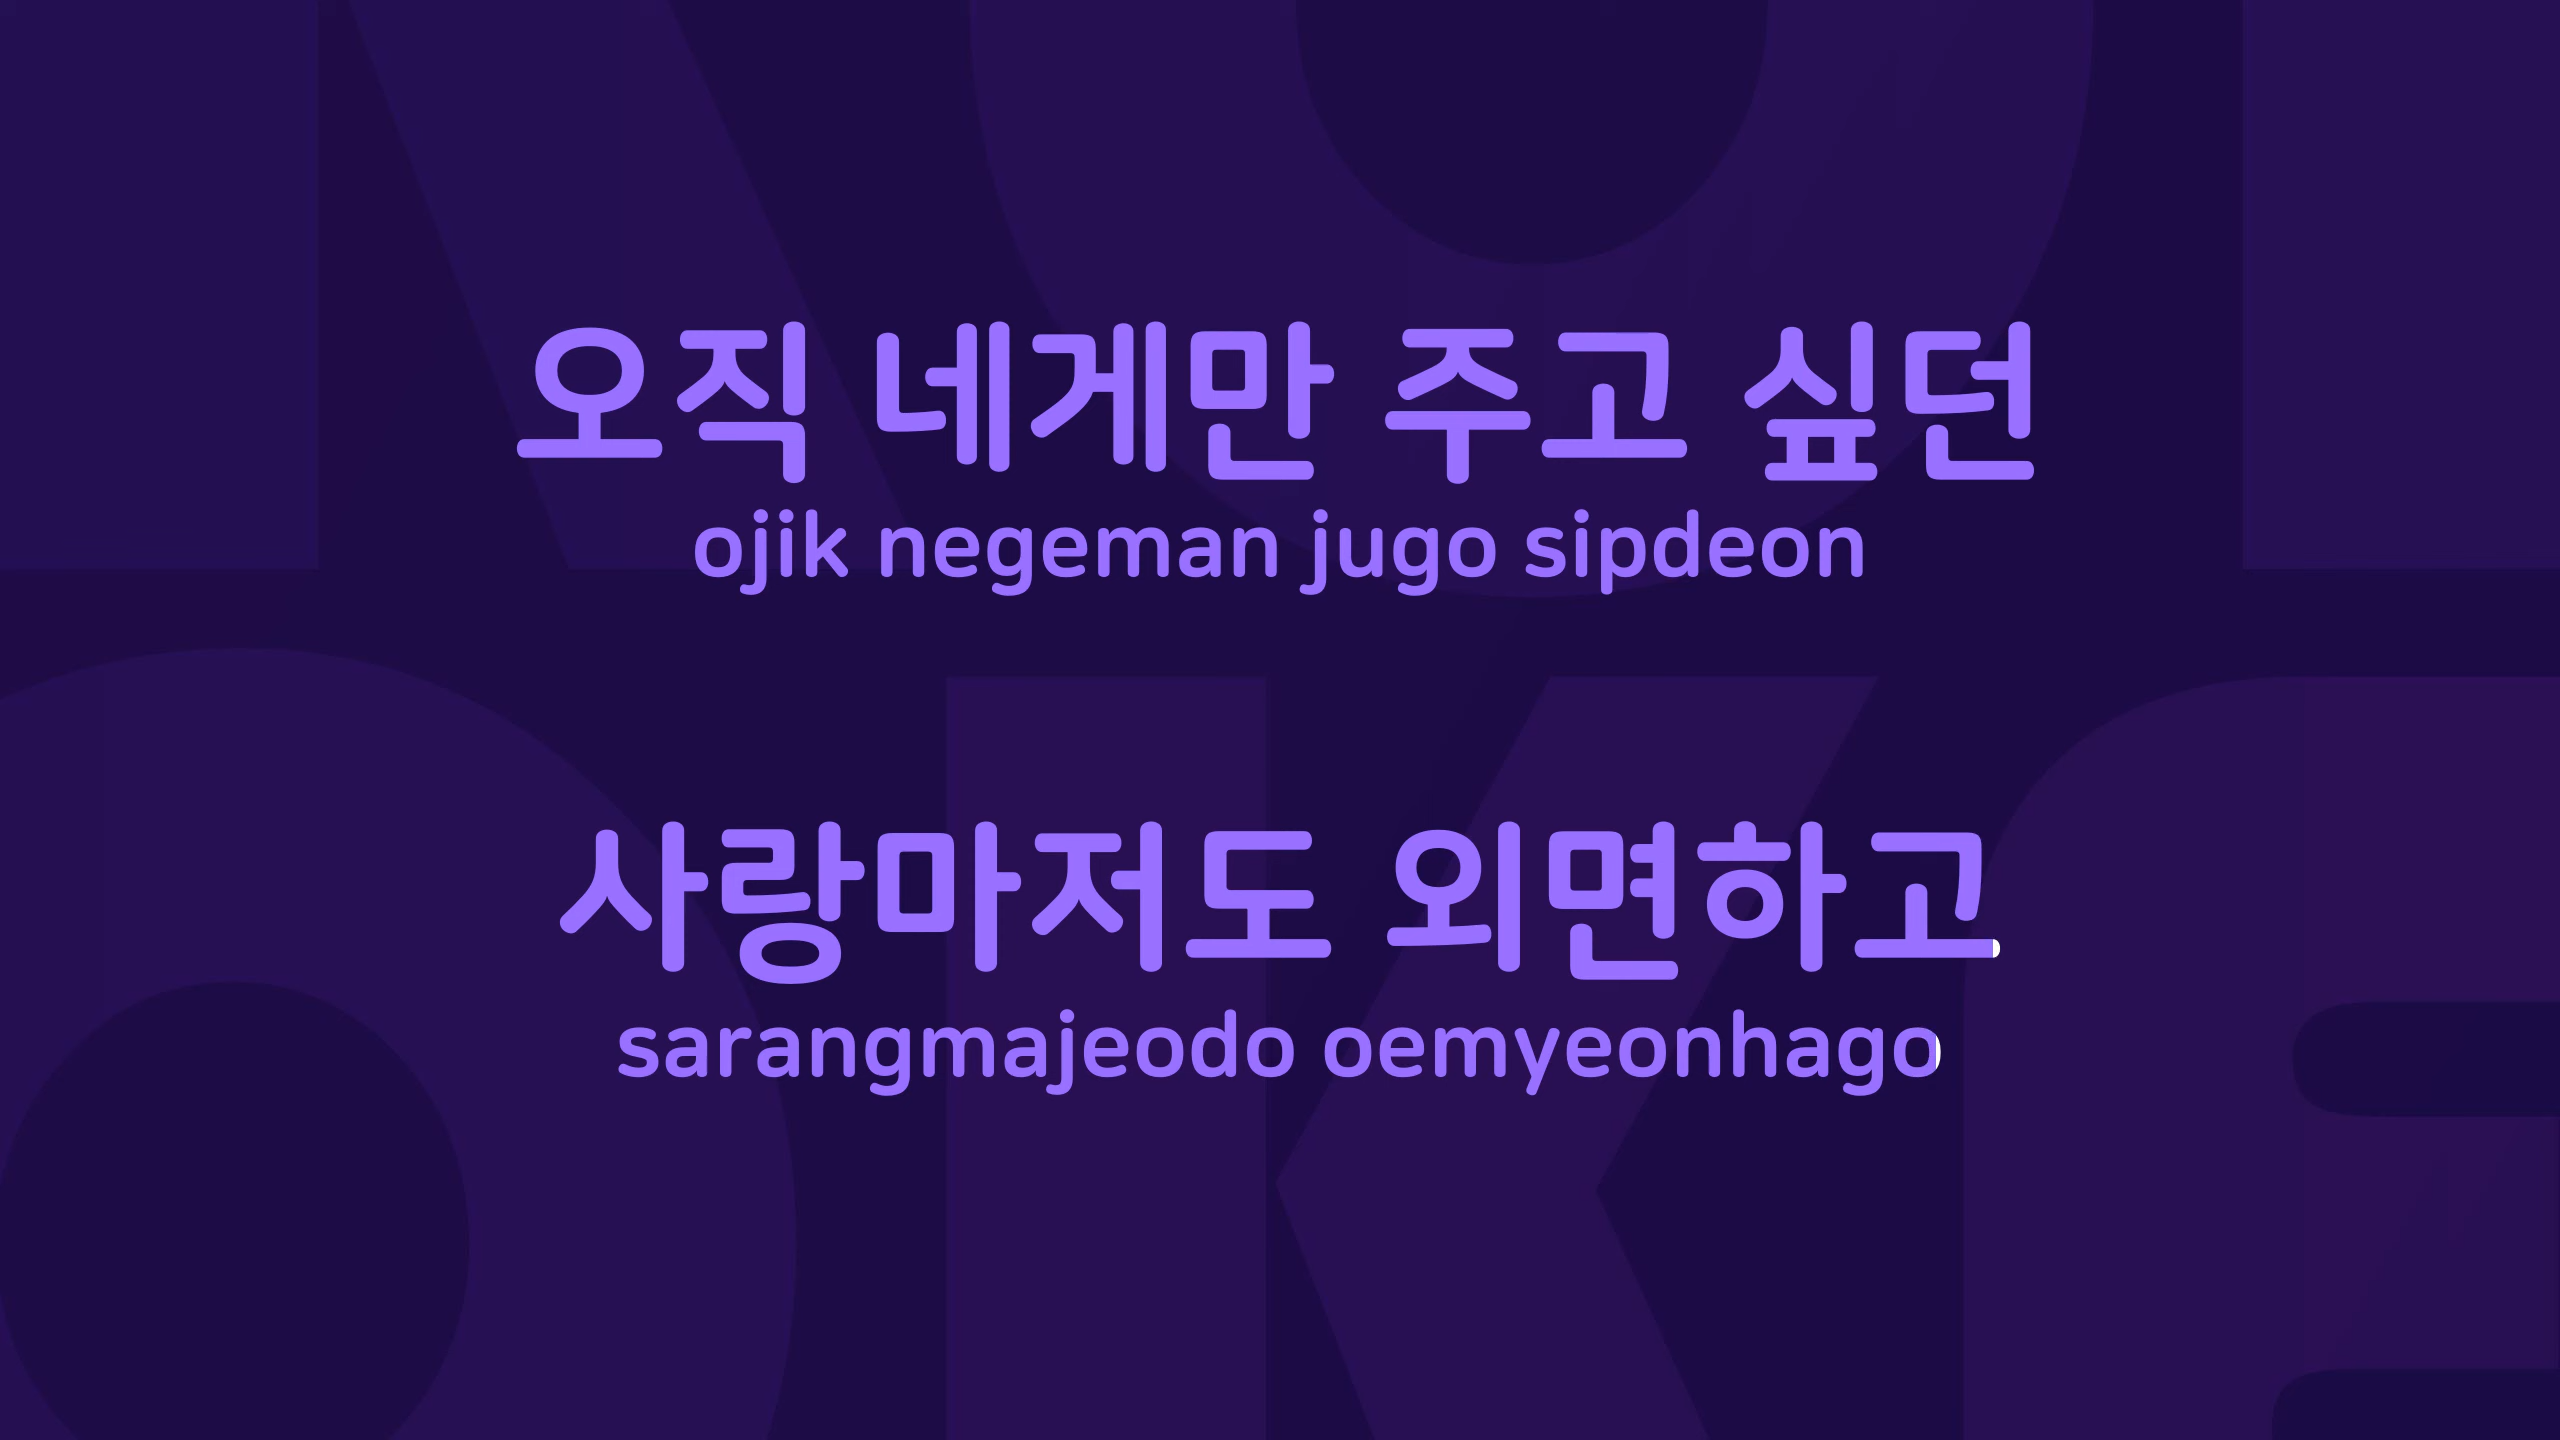 오직 네게만 주고 싶던
ojik negeman jugo sipdeon
사랑마저도 외면하고
sarangmajeodo oemyeonhago